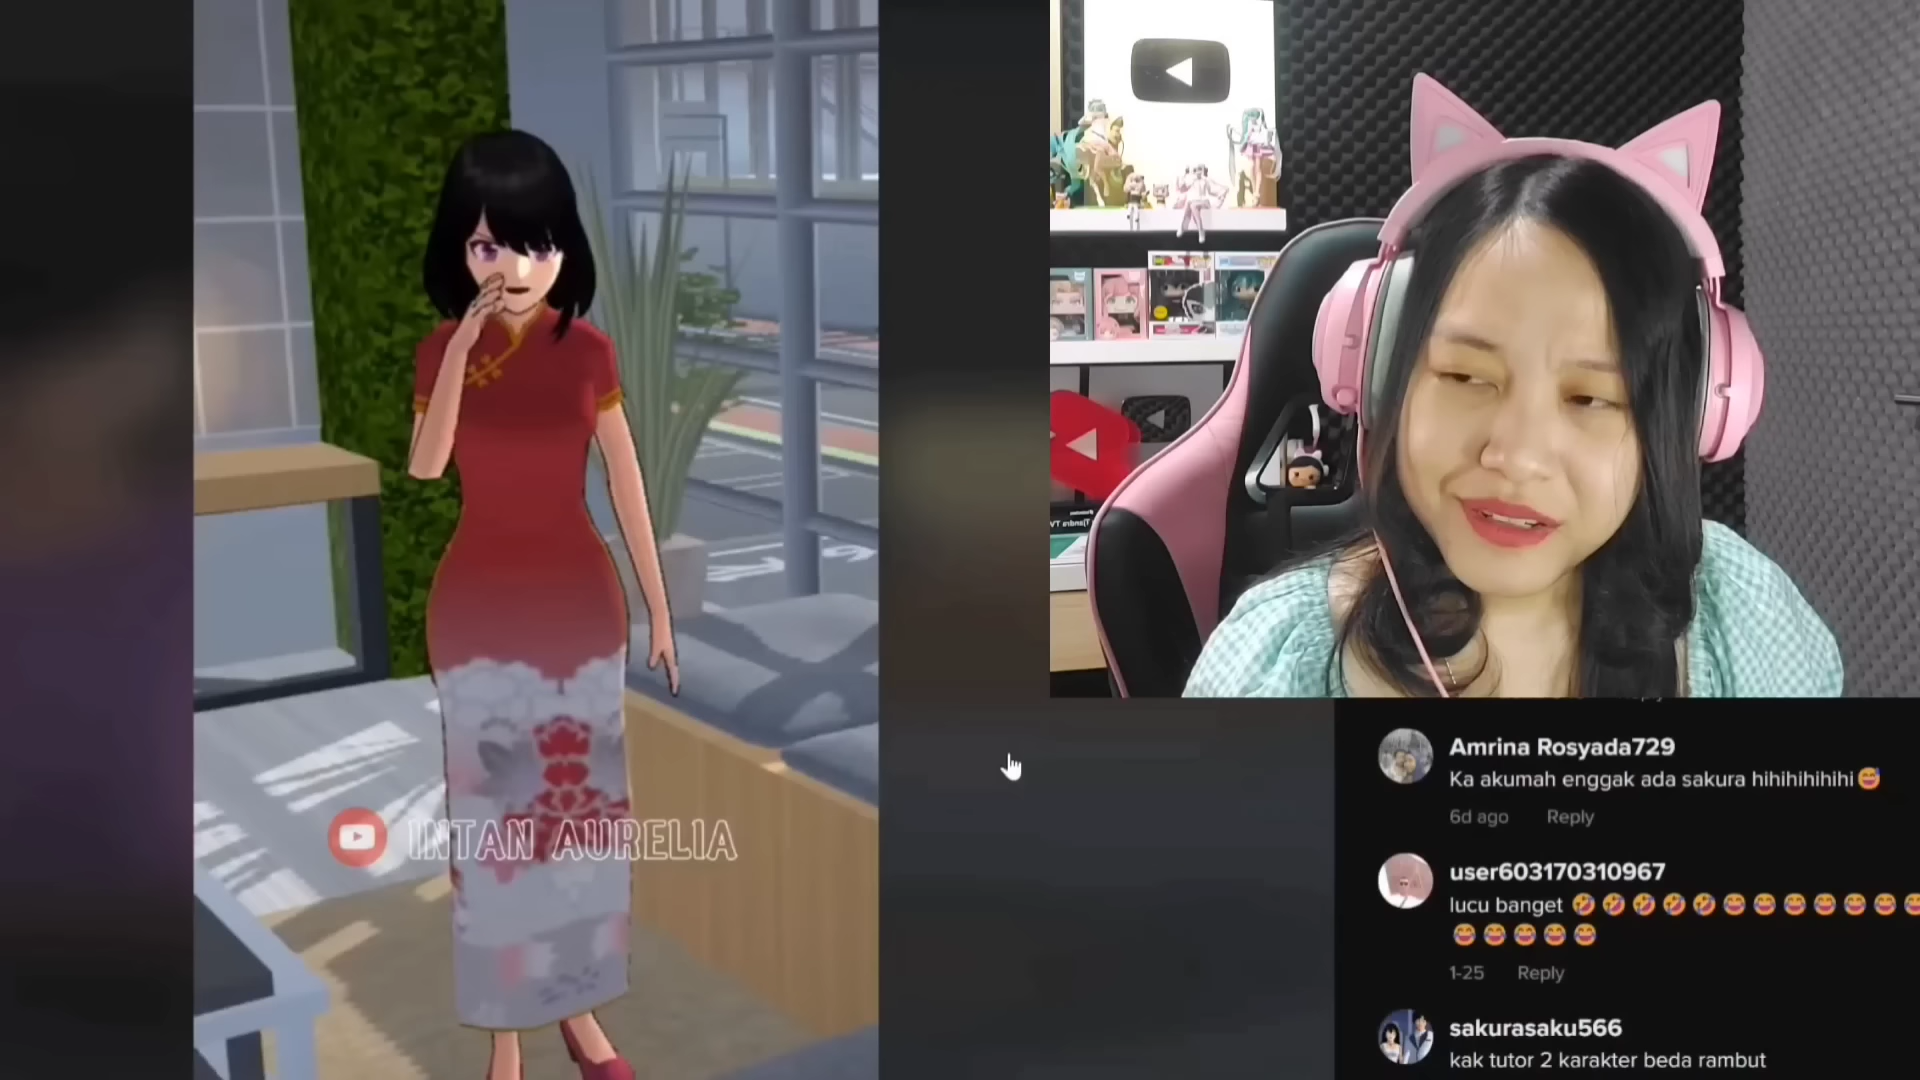 INTAN AURELIA
Amrina Rosyada729
Ka akumah enggak ada sakura hihihihihihi😅
6d ago Reply
user603170310967
lucu banget 🤣🤣🤣🤣🤣😂😂😂😂😂😂😂
😂😂😂😂😂
1-25 Reply
sakurasaku566
kak tutor 2 karakter beda rambut